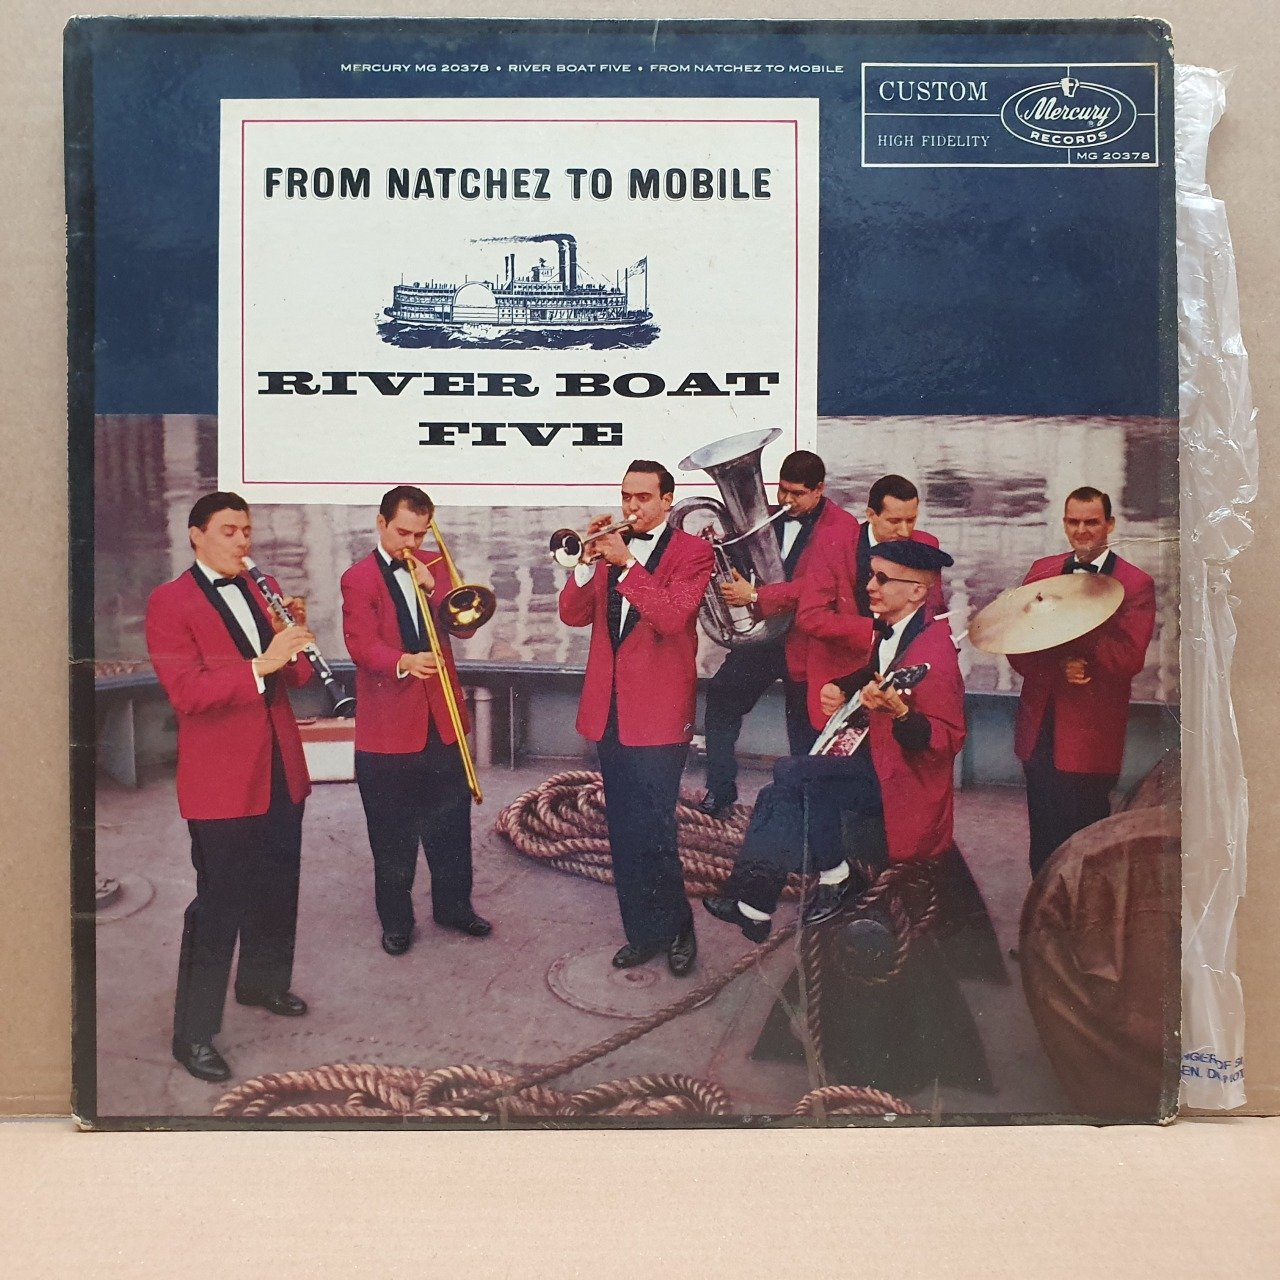 MERCURY MG 20378 • RIVER BOAT FIVE • FROM NATCHEZ TO MOBILE
CUSTOM
HIGH FIDELITY
Mercury
RECORDS
MG 20378
FROM NATCHEZ TO MOBILE
RIVER BOAT
FIVE